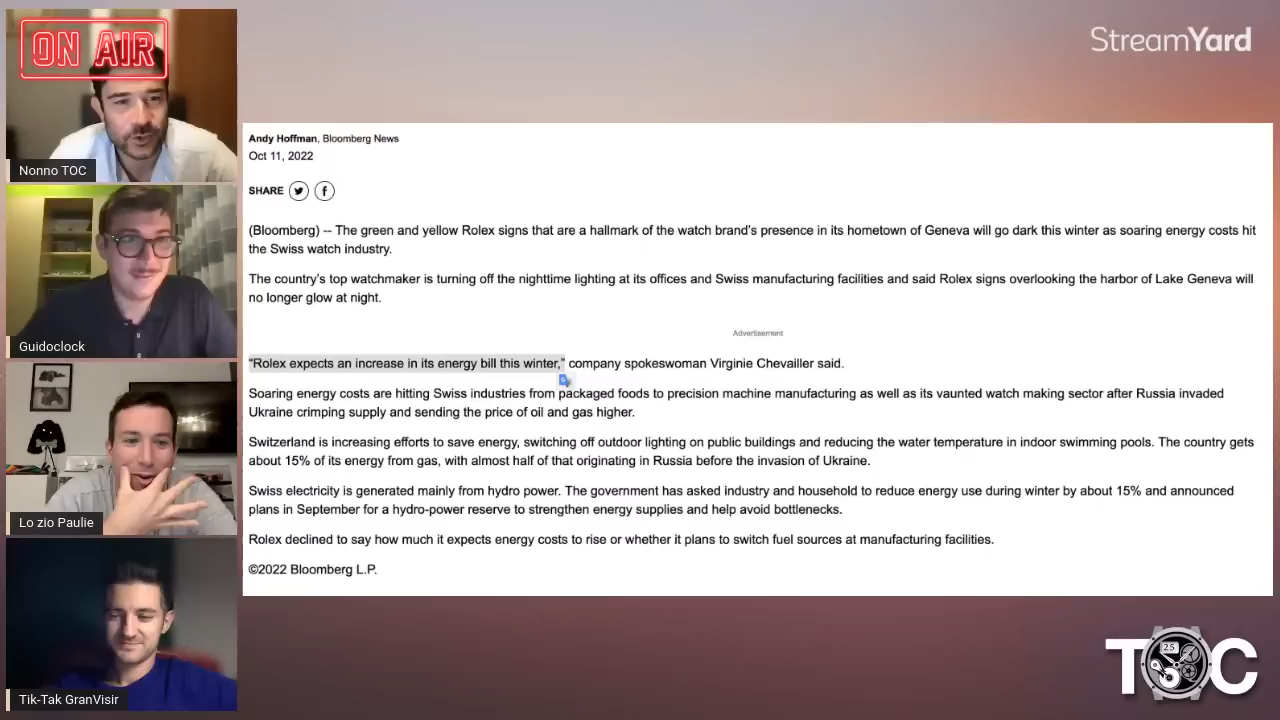 ON AIR
Nonno TOC
Guidoclock
Lo zio Paulie
Tik-Tak GranVisir
StreamYard
Andy Hoffman, Bloomberg News
Oct 11, 2022
SHARE
(Bloomberg) -- The green and yellow Rolex signs that are a hallmark of the watch brand's presence in its hometown of Geneva will go dark this winter as soaring energy costs hit
the Swiss watch industry.
The country's top watchmaker is turning off the nighttime lighting at its offices and Swiss manufacturing facilities and said Rolex signs overlooking the harbor of Lake Geneva will
no longer glow at night.
Advertisement
"Rolex expects an increase in its energy bill this winter," company spokeswoman Virginie Chevailler said.
Soaring energy costs are hitting Swiss industries from packaged foods to precision machine manufacturing as well as its vaunted watch making sector after Russia invaded
Ukraine crimping supply and sending the price of oil and gas higher.
Switzerland is increasing efforts to save energy, switching off outdoor lighting on public buildings and reducing the water temperature in indoor swimming pools. The country gets
about 15% of its energy from gas, with almost half of that originating in Russia before the invasion of Ukraine.
Swiss electricity is generated mainly from hydro power. The government has asked industry and household to reduce energy use during winter by about 15% and announced
plans in September for a hydro-power reserve to strengthen energy supplies and help avoid bottlenecks.
Rolex declined to say how much it expects energy costs to rise or whether it plans to switch fuel sources at manufacturing facilities.
©2022 Bloomberg L.P.
TOC
25